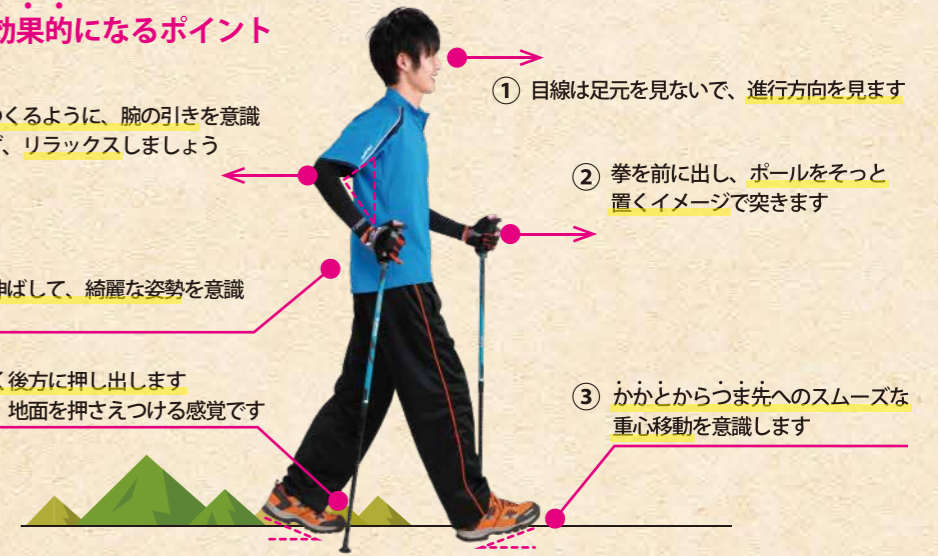 効果的になるポイント
くるように、腕の引きを意識
、リラックスしましょう
伸ばして、綺麗な姿勢を意識
後方に押し出します
地面を押さえつける感覚です
① 目線は足元を見ないで、進行方向を見ます
② 拳を前に出し、ポールをそっと
置くイメージで突きます
③ かかとからつま先へのスムーズな
重心移動を意識します